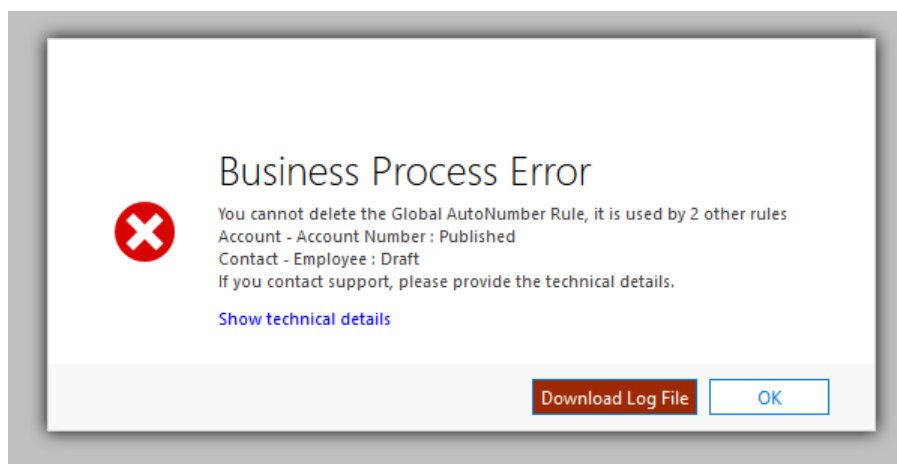 Business Process Error
You cannot delete the Global AutoNumber Rule, it is used by 2 other rules
Account - Account Number : Published
Contact - Employee : Draft
If you contact support, please provide the technical details.
Show technical details
Download Log File
OK